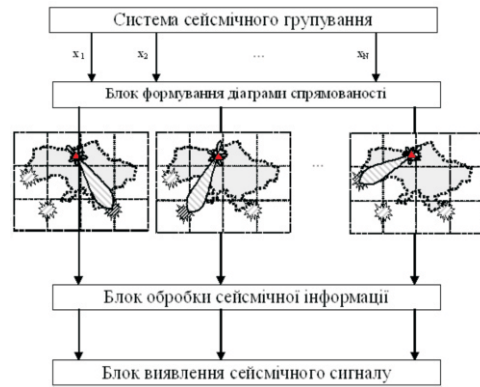 Система сейсмічного групування
x1 x2 ... xN
Блок формування діаграми спрямованості
...
Блок обробки сейсмічної інформації
Блок виявлення сейсмічного сигналу